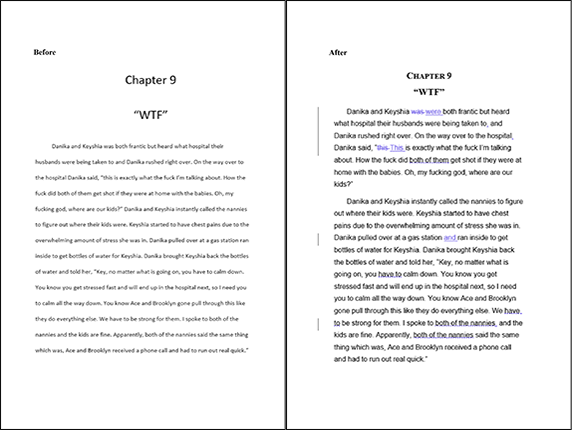 Before
Chapter 9
“WTF”
Danika and Keyshia was both frantic but heard what hospital their
husbands were being taken to and Danika rushed right over. On the way over to
the hospital Danika said, “this is exactly what the fuck I’m talking about. How the
fuck did both of them get shot if they were at home with the babies. Oh, my
fucking god, where are our kids?” Danika and Keyshia instantly called the nannies
to figure out where their kids were. Keyshia started to have chest pains due to the
overwhelming amount of stress she was in. Danika pulled over at a gas station ran
inside to get bottles of water for Keyshia. Danika brought Keyshia back the bottles
of water and told her, “Key, no matter what is going on, you have to calm down.
You know you get stressed fast and will end up in the hospital next, so I need you
to calm all the way down. You know Ace and Brooklyn gone pull through this like
they do everything else. We have to be strong for them. I spoke to both of the
nannies and the kids are fine. Apparently, both of the nannies said the same thing
which was, Ace and Brooklyn received a phone call and had to run out real quick.”
After
CHAPTER 9
“WTF”
Danika and Keyshia was were both frantic but heard
what hospital their husbands were being taken to, and
Danika rushed right over. On the way over to the hospital,
Danika said, “this This is exactly what the fuck I’m talking
about. How the fuck did both of them get shot if they were at
home with the babies. Oh, my fucking god, where are our
kids?”
Danika and Keyshia instantly called the nannies to figure
out where their kids were. Keyshia started to have chest
pains due to the overwhelming amount of stress she was in.
Danika pulled over at a gas station and ran inside to get
bottles of water for Keyshia. Danika brought Keyshia back
the bottles of water and told her, “Key, no matter what is
going on, you have to calm down. You know you get
stressed fast and will end up in the hospital next, so I need
you to calm all the way down. You know Ace and Brooklyn
gone pull through this like they do everything else. We have
to be strong for them. I spoke to both of the nannies, and the
kids are fine. Apparently, both of the nannies said the same
thing which was, Ace and Brooklyn received a phone call
and had to run out real quick.”